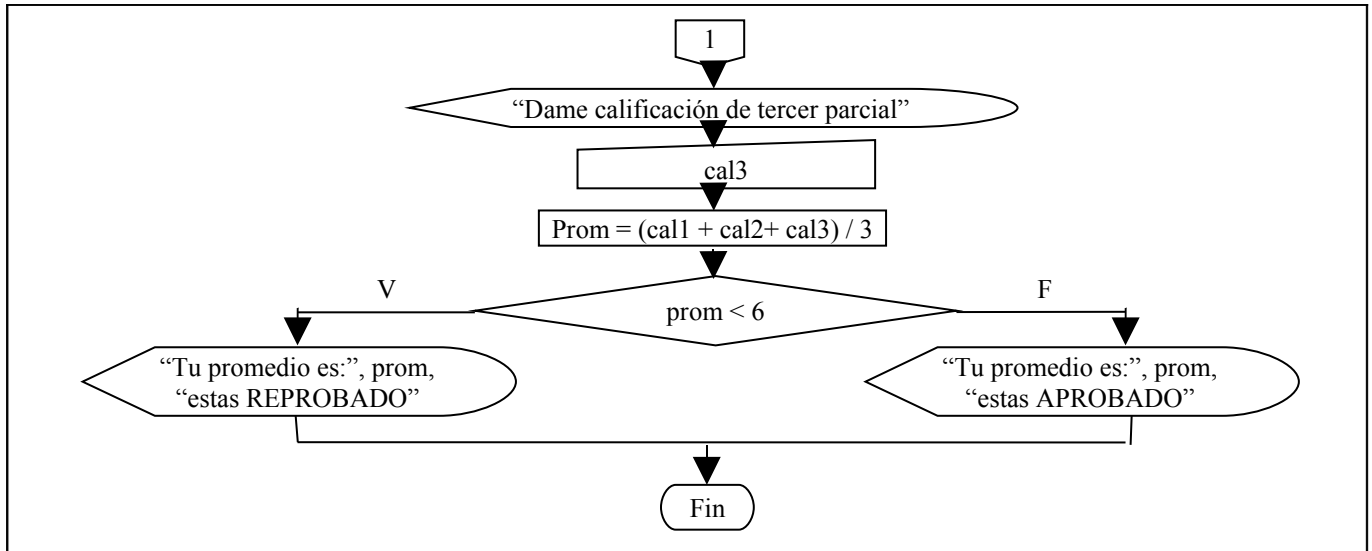 1
“Dame calificación de tercer parcial”
cal3
Prom = (cal1 + cal2+ cal3) / 3
V
F
prom < 6
“Tu promedio es:”, prom,
“estas REPROBADO”
“Tu promedio es:”, prom,
“estas APROBADO”
Fin